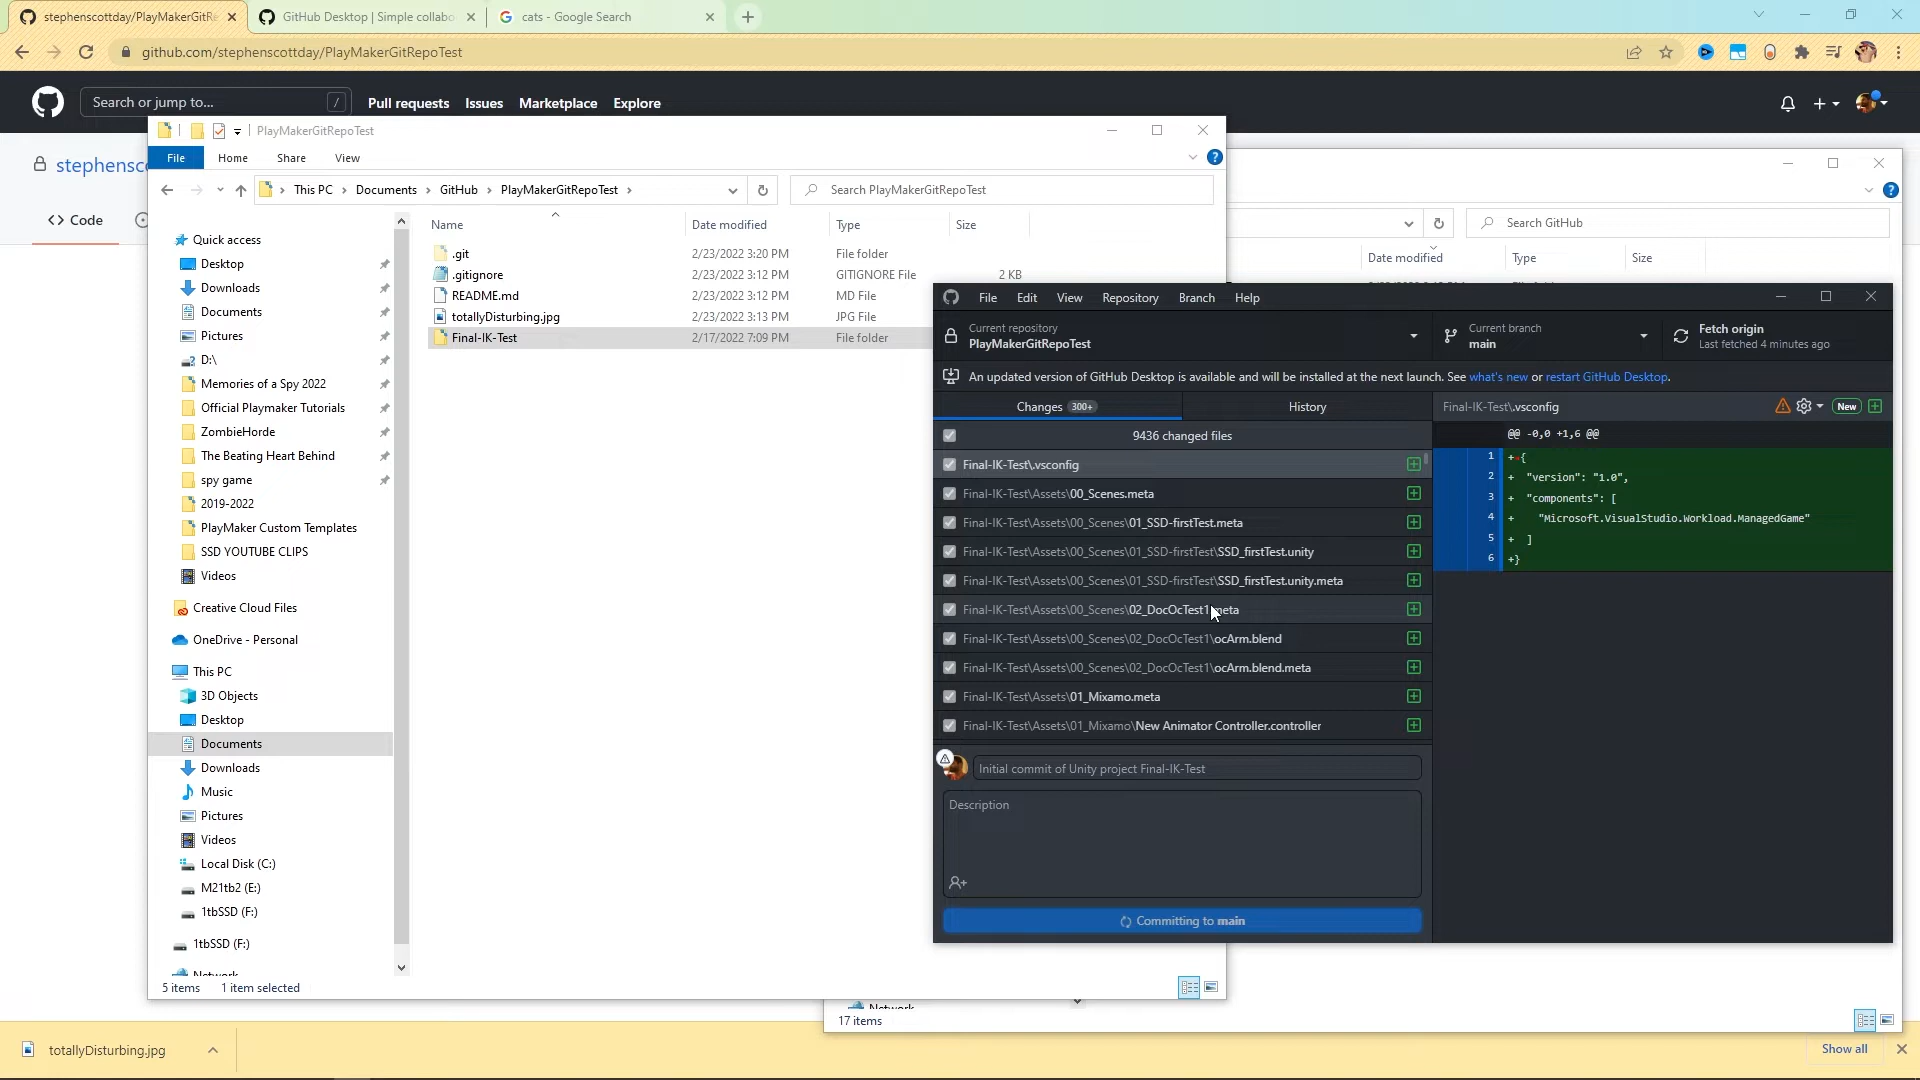 stephenscottday/PlayMakerGitRe
GitHub Desktop | Simple collabo
cats - Google Search
github.com/stephenscottday/PlayMakerGitRepoTest
Search or jump to...
/
Pull requests
Issues
Marketplace
Explore
stephensc
<> Code
PlayMakerGitRepoTest
File
Home
Share
View
This PC
Documents
GitHub
PlayMakerGitRepoTest
Search PlayMakerGitRepoTest
Name
Date modified
Type
Size
.git
2/23/2022 3:20 PM
File folder
.gitignore
2/23/2022 3:12 PM
GITIGNORE File
2 KB
README.md
2/23/2022 3:12 PM
MD File
totallyDisturbing.jpg
2/23/2022 3:13 PM
JPG File
Final-IK-Test
2/17/2022 7:09 PM
File folder
Quick access
Desktop
Downloads
Documents
Pictures
D:\
Memories of a Spy 2022
Official Playmaker Tutorials
ZombieHorde
The Beating Heart Behind
spy game
2019-2022
PlayMaker Custom Templates
SSD YOUTUBE CLIPS
Videos
Creative Cloud Files
OneDrive - Personal
This PC
3D Objects
Desktop
Documents
Downloads
Music
Pictures
Videos
Local Disk (C:)
M21tb2 (E:)
1tbSSD (F:)
1tbSSD (F:)
Network
5 items
1 item selected
Search GitHub
Date modified
Type
Size
File
Edit
View
Repository
Branch
Help
Current repository
PlayMakerGitRepoTest
Current branch
main
Fetch origin
Last fetched 4 minutes ago
An updated version of GitHub Desktop is available and will be installed at the next launch. See what's new or restart GitHub Desktop.
Changes 300+
History
9436 changed files
Final-IK-Test\.vsconfig
Final-IK-Test\Assets\00_Scenes.meta
Final-IK-Test\Assets\00_Scenes\01_SSD-firstTest.meta
Final-IK-Test\Assets\00_Scenes\01_SSD-firstTest\SSD_firstTest.unity
Final-IK-Test\Assets\00_Scenes\01_SSD-firstTest\SSD_firstTest.unity.meta
Final-IK-Test\Assets\00_Scenes\02_DocOcTest1.meta
Final-IK-Test\Assets\00_Scenes\02_DocOcTest1\ocArm.blend
Final-IK-Test\Assets\00_Scenes\02_DocOcTest1\ocArm.blend.meta
Final-IK-Test\Assets\01_Mixamo.meta
Final-IK-Test\Assets\01_Mixamo\New Animator Controller.controller
Initial commit of Unity project Final-IK-Test
Description
Committing to main
Final-IK-Test\.vsconfig
New
@@ -0,0 +1,6 @@
1 +{
2 + "version": "1.0",
3 + "components": [
4 + "Microsoft.VisualStudio.Workload.ManagedGame"
5 + ]
6 +}
Network
17 items
totallyDisturbing.jpg
Show all